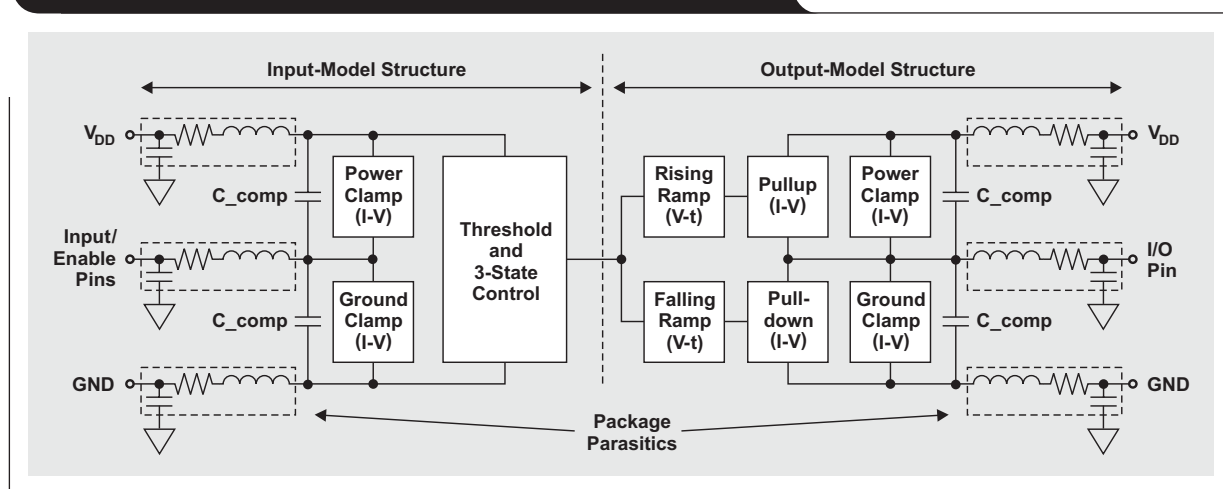 Input-Model Structure
Output-Model Structure
VDD
C_comp
Power
Clamp
(I-V)
Input/
Enable
Pins
C_comp
Ground
Clamp
(I-V)
GND
Threshold
and
3-State
Control
Rising
Ramp
(V-t)
Pullup
(I-V)
Power
Clamp
(I-V)
C_comp
VDD
Falling
Ramp
(V-t)
Pull-
down
(I-V)
Ground
Clamp
(I-V)
C_comp
I/O
Pin
GND
Package
Parasitics